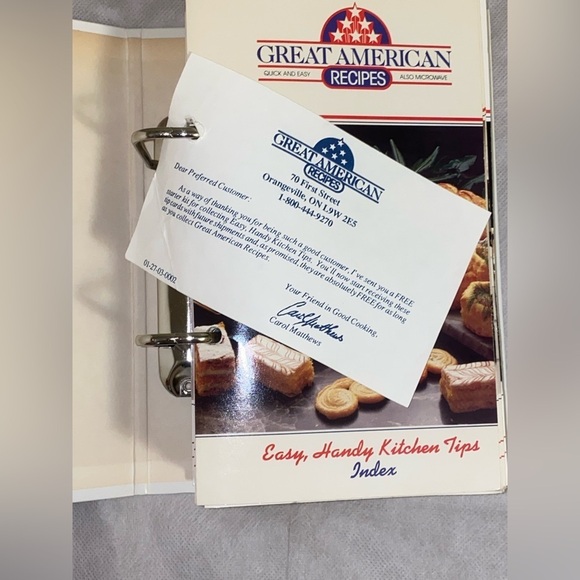 GREAT AMERICAN
QUICK AND EASY RECIPES ALSO MICROWAVE
GREAT AMERICAN
RECIPES
70 First Street
Orangeville, ON L9W 2E5
1-800-444-9270
Dear Preferred Customer:
As a way of thanking you for being such a good customer, I've sent you a FREE
starter kit for collecting Easy, Handy Kitchen Tips. You'll now start receiving these
tip cards with future shipments and, as promised, they are absolutely FREE for as long
as you collect Great American Recipes.
Your Friend in Good Cooking,
Carol Matthews
Carol Matthews
01-27-03-0002
Easy, Handy Kitchen Tips
Index